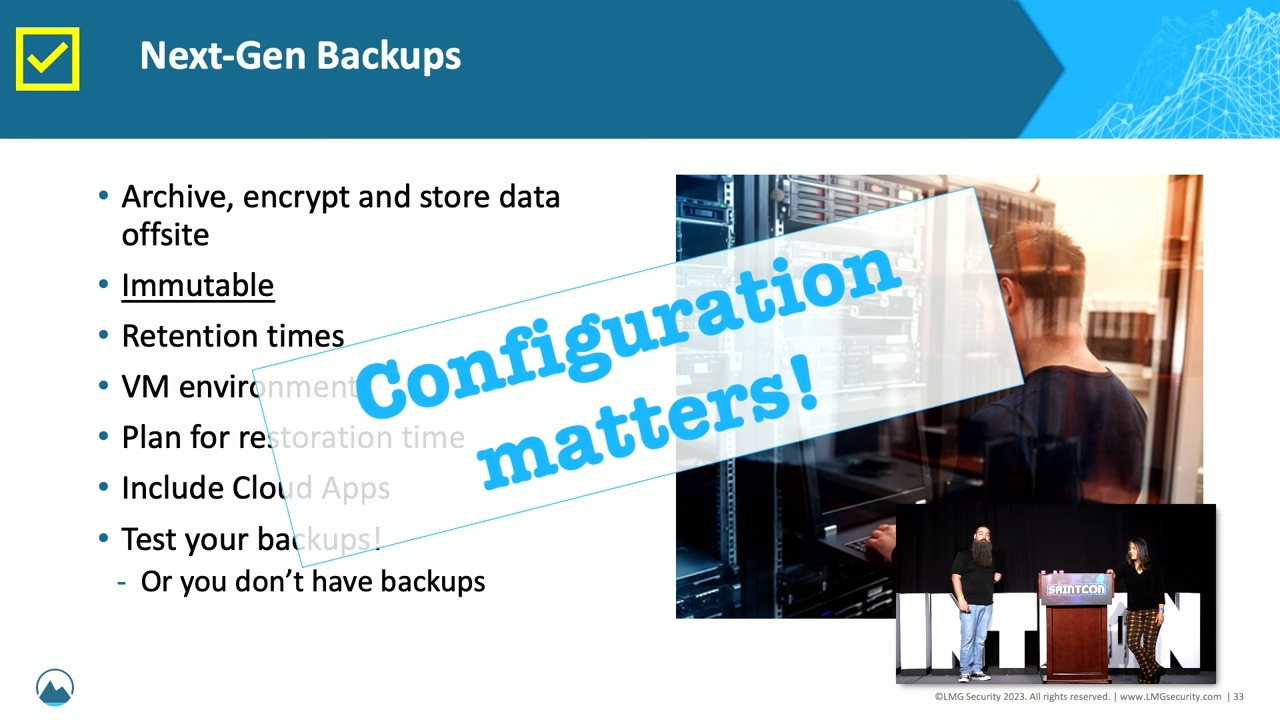 Next-Gen Backups
• Archive, encrypt and store data
offsite
• Immutable
• Retention times
• VM environment
• Plan for restoration time
• Include Cloud Apps
• Test your backups!
- Or you don’t have backups
Configuration
matters!
SAINTCON
©LMG Security 2023. All rights reserved. | www.LMGsecurity.com | 33